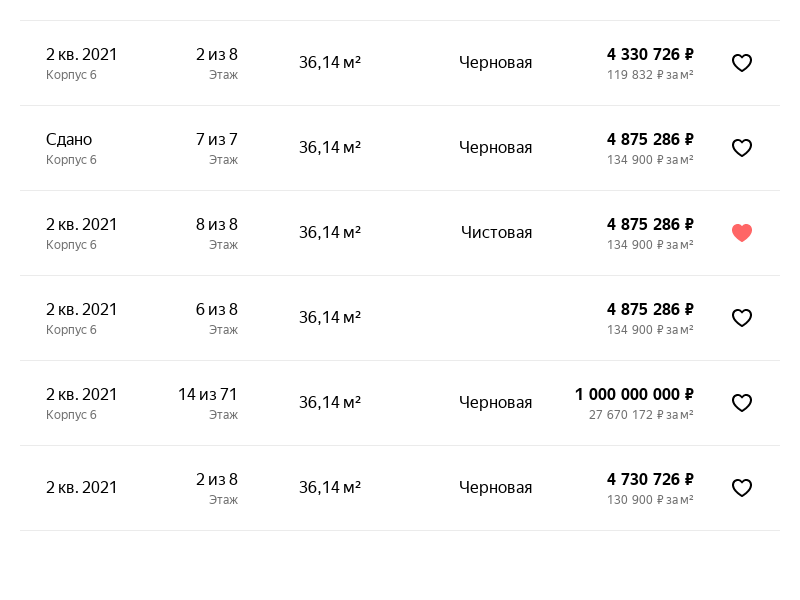 2 кв. 2021 2 из 8 36,14 м² Черновая 4 330 726 ₽
Корпус 6 Этаж 119 832 ₽ за м²
Сдано 7 из 7 36,14 м² Черновая 4 875 286 ₽
Корпус 6 Этаж 134 900 ₽ за м²
2 кв. 2021 8 из 8 36,14 м² Чистовая 4 875 286 ₽
Корпус 6 Этаж 134 900 ₽ за м²
2 кв. 2021 6 из 8 36,14 м² 4 875 286 ₽
Корпус 6 Этаж 134 900 ₽ за м²
2 кв. 2021 14 из 71 36,14 м² Черновая 1 000 000 000 ₽
Корпус 6 Этаж 27 670 172 ₽ за м²
2 кв. 2021 2 из 8 36,14 м² Черновая 4 730 726 ₽
Этаж 130 900 ₽ за м²